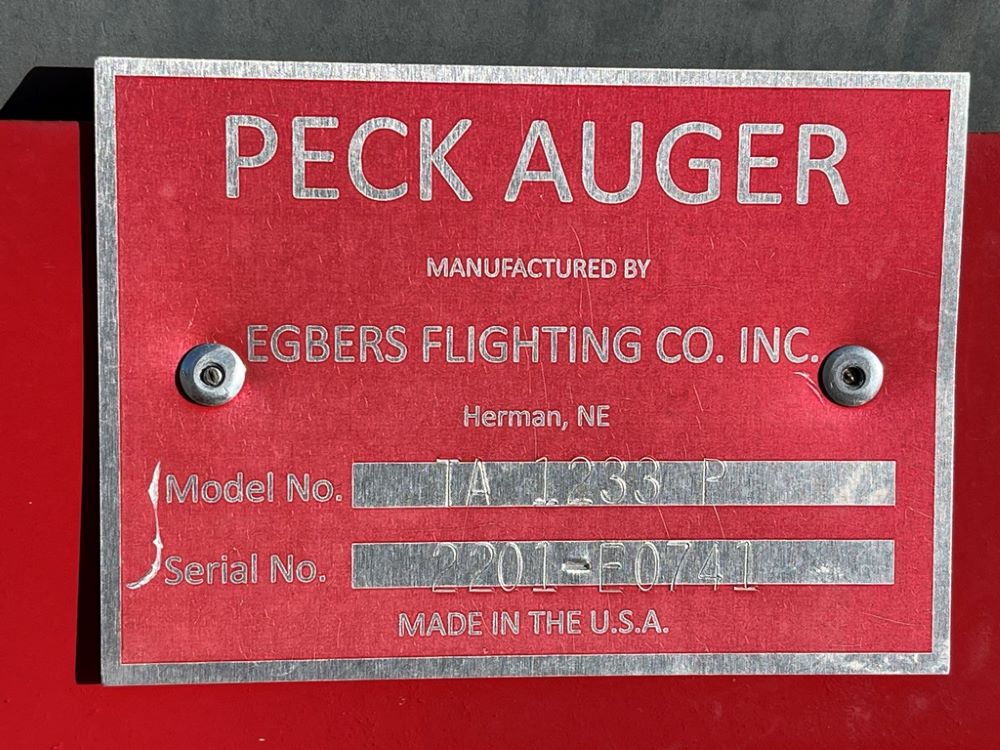 PECK AUGER
MANUFACTURED BY
EGBERS FLIGHTING CO. INC.
Herman, NE
Model No. TA 1233 P
Serial No. 2201-E0741
MADE IN THE U.S.A.